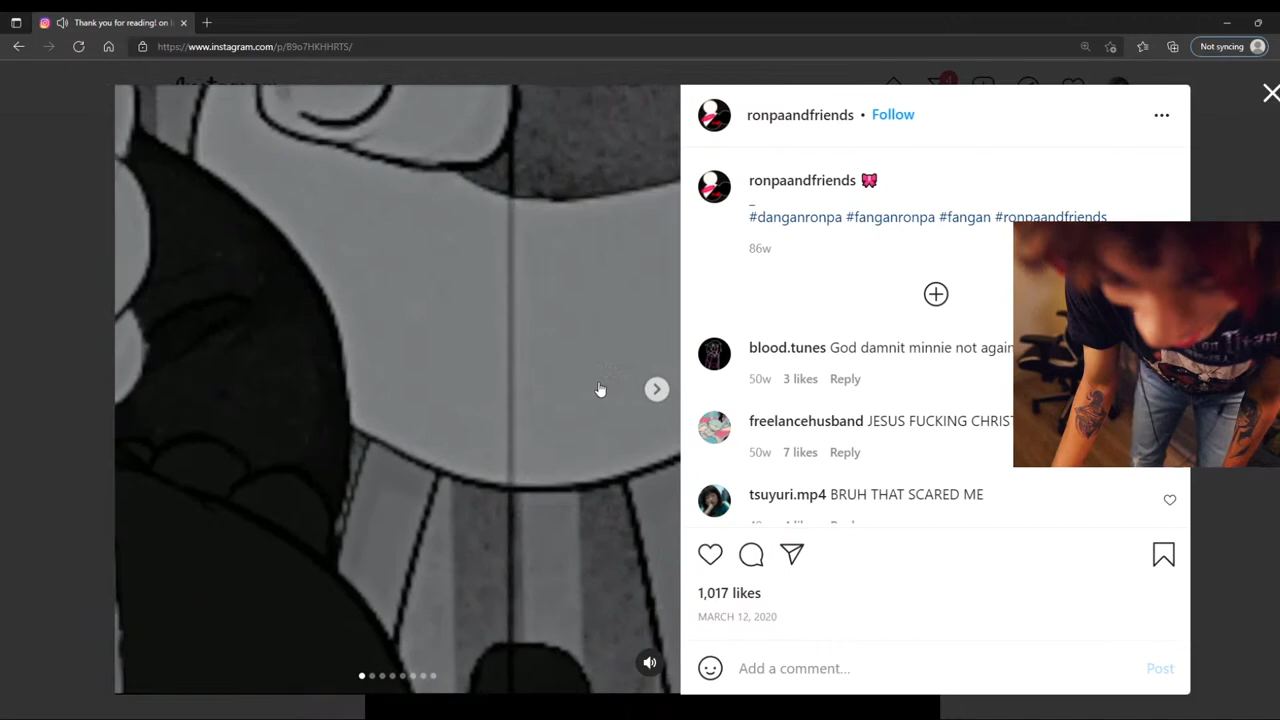 Thank you for reading! on
https://www.instagram.com/p/B9o7HKHHRTS/
Not syncing
ronpaandfriends • Follow
ronpaandfriends 🎀
_
#danganronpa #fanganronpa #fangan #ronpaandfriends
86w
blood.tunes God damnit minnie not again
50w 3 likes Reply
freelancehusband JESUS FUCKING CHRIST
50w 7 likes Reply
tsuyuri.mp4 BRUH THAT SCARED ME
1,017 likes
MARCH 12, 2020
Add a comment... Post